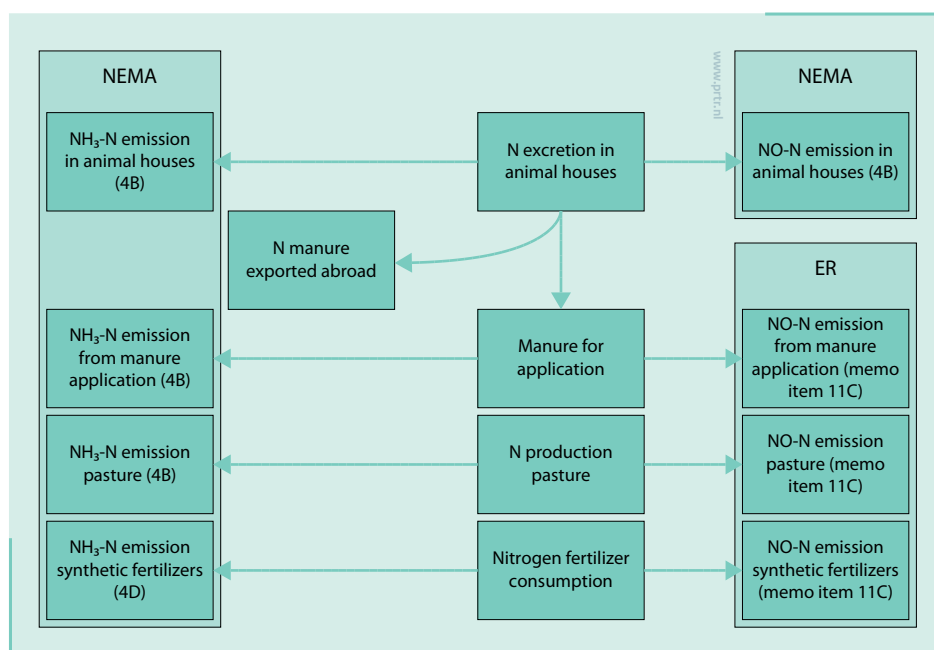 NEMA
NH₃-N emission
in animal houses
(4B)
N excretion in
animal houses
www.prtr.nl
NEMA
NO-N emission in
animal houses (4B)
N manure
exported abroad
ER
NH₃-N emission
from manure
application (4B)
Manure for
application
NO-N emission
from manure
application (memo
item 11C)
NH₃-N emission
pasture (4B)
N production
pasture
NO-N emission
pasture (memo
item 11C)
NH₃-N emission
synthetic fertilizers
(4D)
Nitrogen fertilizer
consumption
NO-N emission
synthetic fertilizers
(memo item 11C)